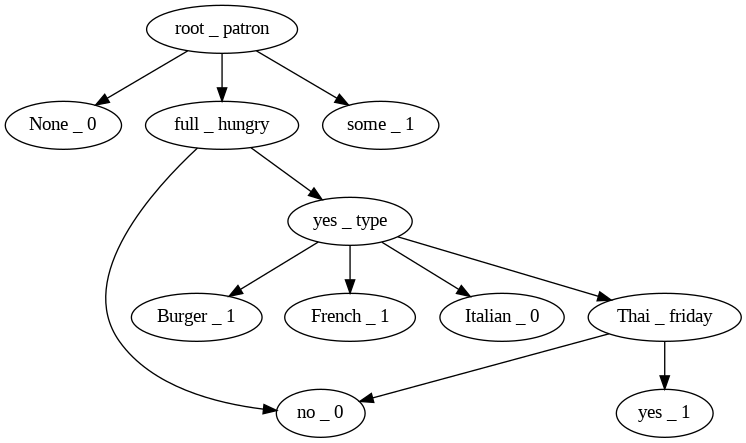 root _ patron
None _ 0
full _ hungry
some _ 1
yes _ type
Burger _ 1
French _ 1
Italian _ 0
Thai _ friday
no _ 0
yes _ 1